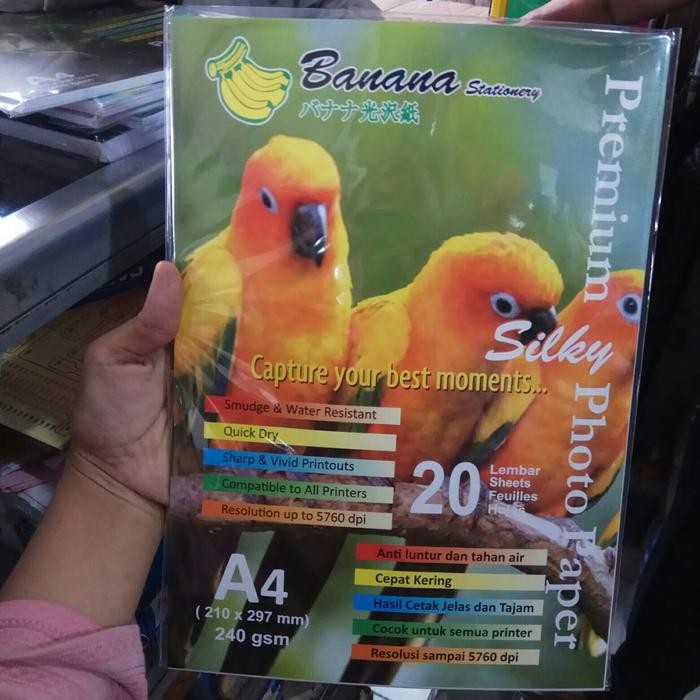 Banana Stationery
バナナ光沢紙
Premium Silky Photo Paper
Capture your best moments...
Smudge & Water Resistant
Quick Dry
Sharp & Vivid Printouts
Compatible to All Printers
Resolution up to 5760 dpi
20
Lembar
Sheets
Feuilles
A4
( 210 x 297 mm)
240 gsm
Anti luntur dan tahan air
Cepat Kering
Hasil Cetak Jelas dan Tajam
Cocok untuk semua printer
Resolusi sampai 5760 dpi
A4